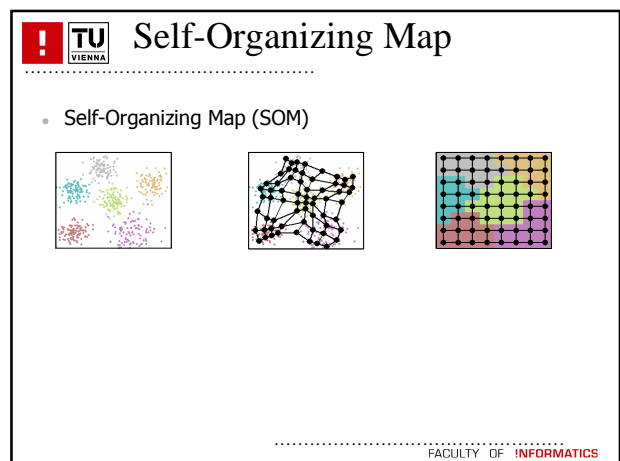 ! TU
VIENNA
Self-Organizing Map
• Self-Organizing Map (SOM)
FACULTY OF !NFORMATICS